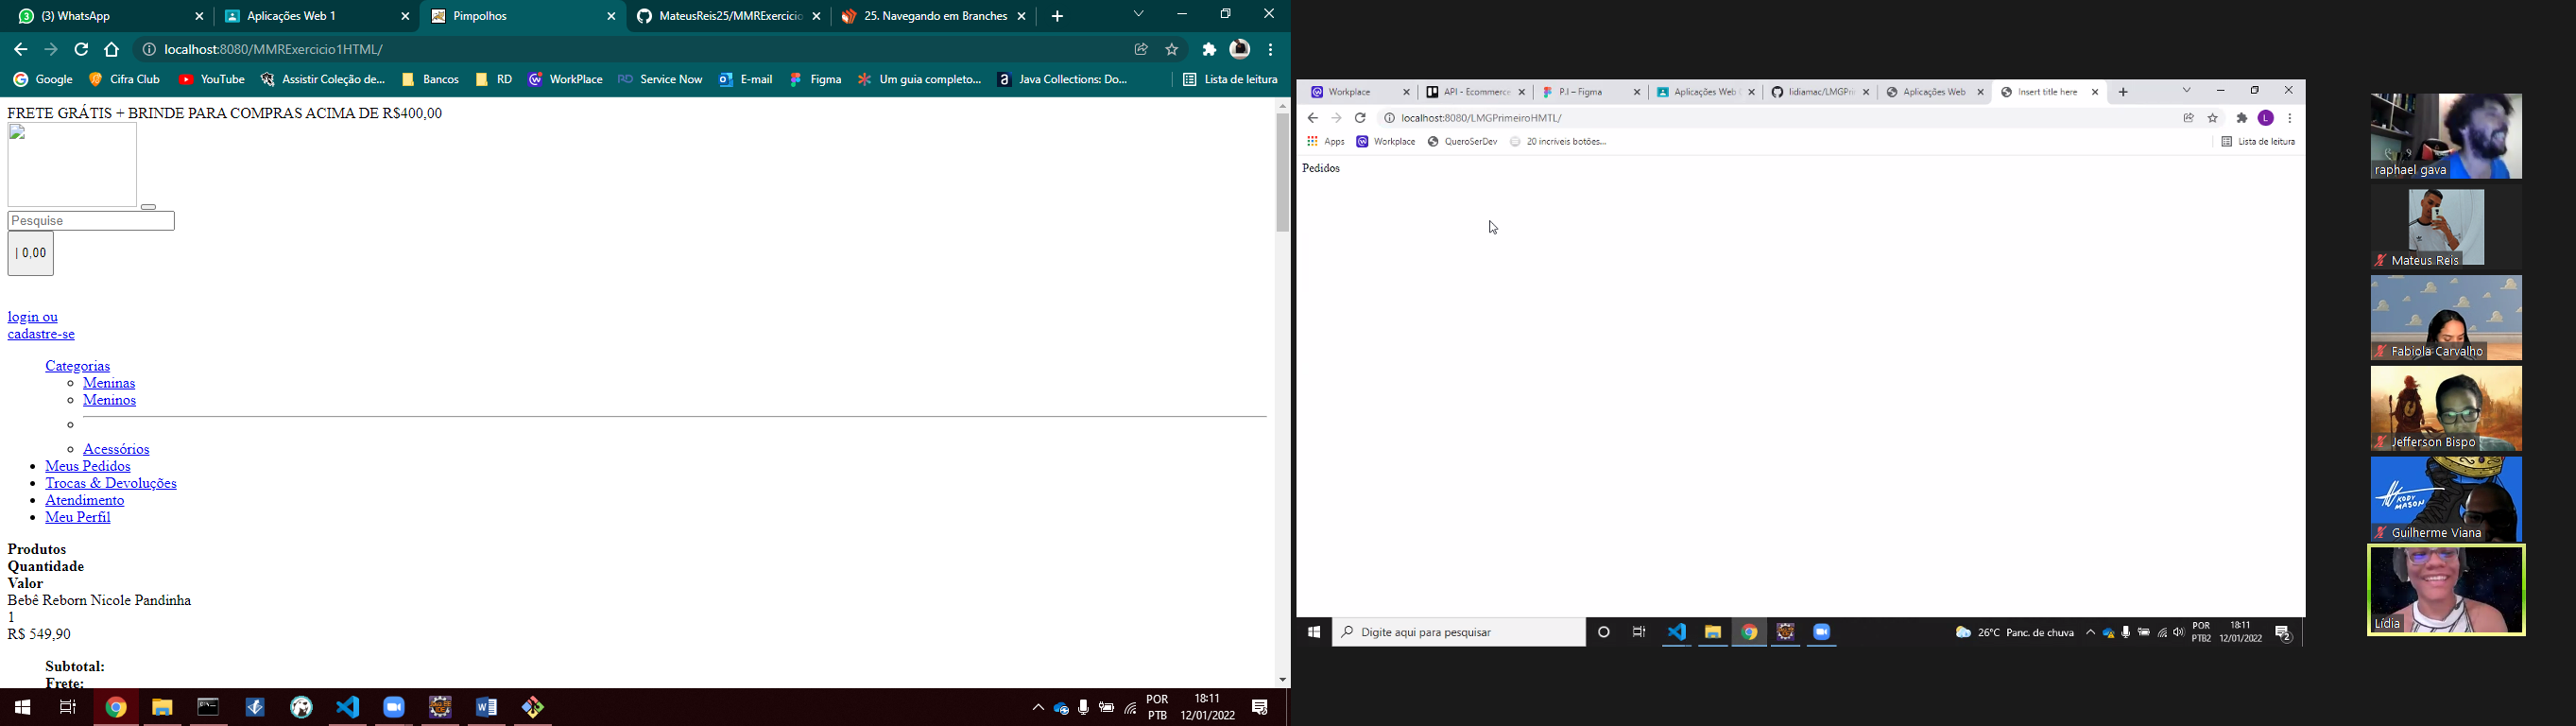 (3) WhatsApp
Aplicações Web 1
Pimpolhos
MateusReis25/MMRExercicio
25. Navegando em Branches
localhost:8080/MMRExercicio1HTML/
Google
Cifra Club
YouTube
Assistir Coleção de...
Bancos
RD
WorkPlace
Service Now
E-mail
Figma
Um guia completo...
Java Collections: Do...
Lista de leitura
FRETE GRÁTIS + BRINDE PARA COMPRAS ACIMA DE R$400,00
Pesquise
| 0,00
login ou
cadastre-se
Categorias
Meninas
Meninos
Acessórios
Meus Pedidos
Trocas & Devoluções
Atendimento
Meu Perfil
Produtos
Quantidade
Valor
Bebê Reborn Nicole Pandinha
1
R$ 549,90
Subtotal:
Frete:
POR
PTB
18:11
12/01/2022
Workplace
API - Ecommerce
P.I – Figma
Aplicações Web
lidiamac/LMGPri
Aplicações Web
Insert title here
localhost:8080/LMGPrimeiroHMTL/
L
Apps
Workplace
QueroSerDev
20 incríveis botões...
Lista de leitura
Pedidos
Digite aqui para pesquisar
26°C Panc. de chuva
POR
PTB2
18:11
12/01/2022
2
raphael gava
Mateus Reis
Fabiola Carvalho
Jefferson Bispo
KODY
MASON
Guilherme Viana
Lídia